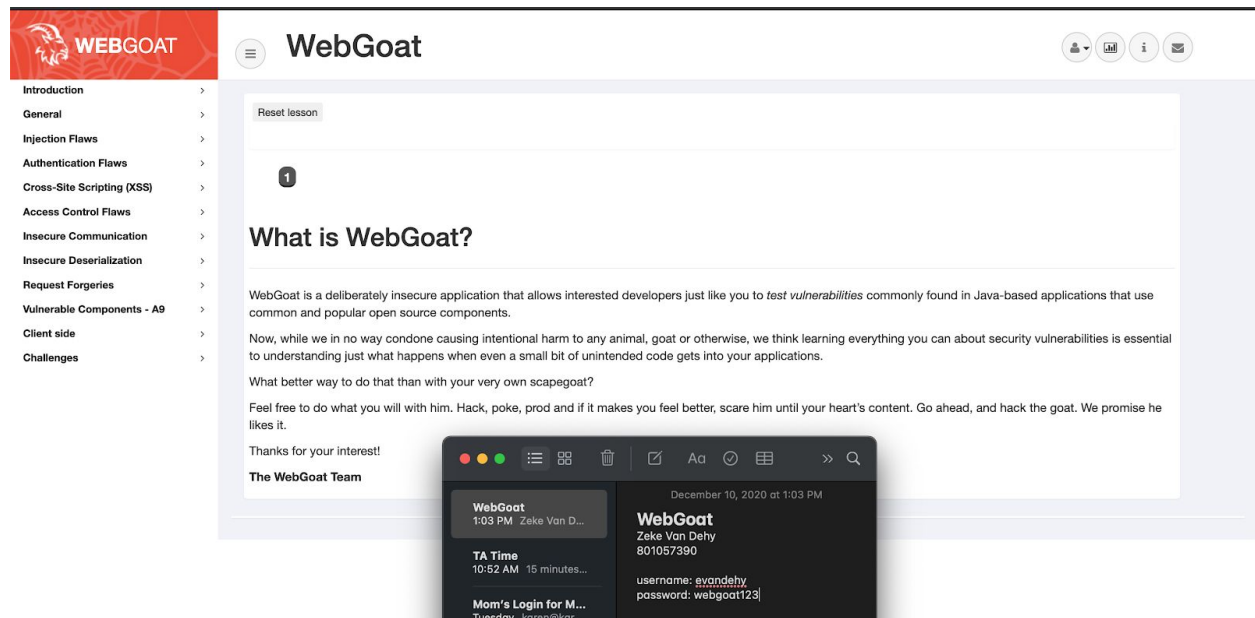 WEBGOAT
WebGoat
Introduction
General
Injection Flaws
Authentication Flaws
Cross-Site Scripting (XSS)
Access Control Flaws
Insecure Communication
Insecure Deserialization
Request Forgeries
Vulnerable Components - A9
Client side
Challenges
Reset lesson
1
What is WebGoat?
WebGoat is a deliberately insecure application that allows interested developers just like you to test vulnerabilities commonly found in Java-based applications that use
common and popular open source components.
Now, while we in no way condone causing intentional harm to any animal, goat or otherwise, we think learning everything you can about security vulnerabilities is essential
to understanding just what happens when even a small bit of unintended code gets into your applications.
What better way to do that than with your very own scapegoat?
Feel free to do what you will with him. Hack, poke, prod and if it makes you feel better, scare him until your heart's content. Go ahead, and hack the goat. We promise he
likes it.
Thanks for your interest!
The WebGoat Team
Aa
WebGoat
1:03 PM Zeke Van D...
TA Time
10:52 AM 15 minutes...
Mom's Login for M...
Tuesday karen@kar...
December 10, 2020 at 1:03 PM
WebGoat
Zeke Van Dehy
801057390
username: evandehy
password: webgoat123